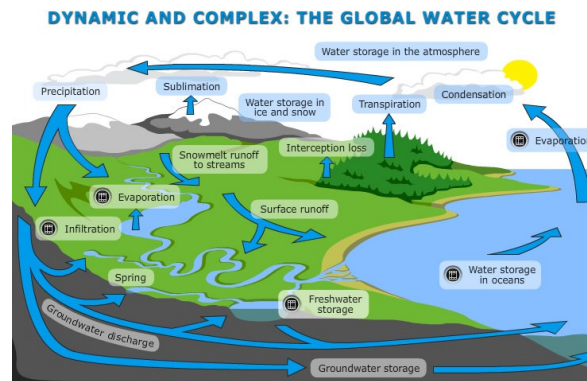 DYNAMIC AND COMPLEX: THE GLOBAL WATER CYCLE
Water storage in the atmosphere
Precipitation
Sublimation
Condensation
Water storage in
ice and snow
Transpiration
Evaporation
Snowmelt runoff
to streams
Interception loss
Evaporation
Surface runoff
Infiltration
Spring
Water storage
in oceans
Freshwater
storage
Groundwater discharge
Groundwater storage